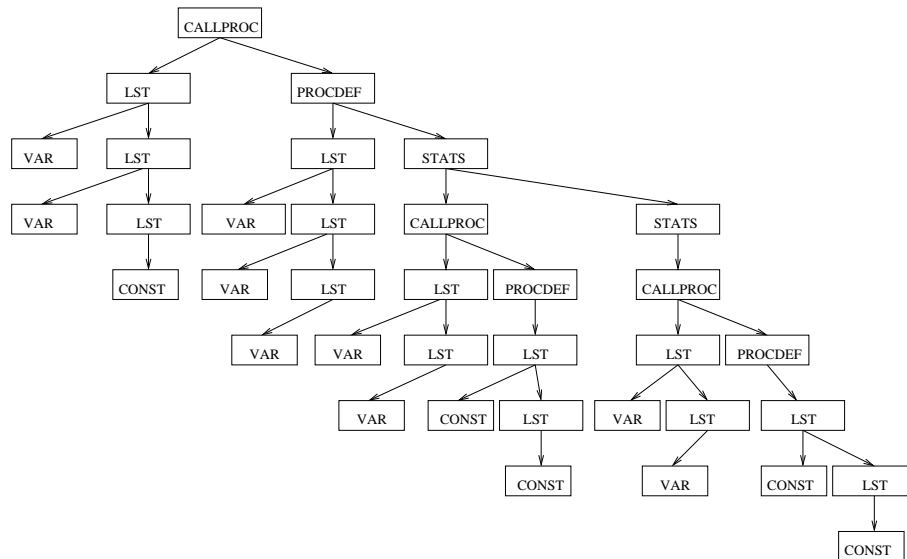 CALLPROC
LST PROCDEF
VAR LST LST STATS
VAR LST VAR LST CALLPROC STATS
CONST VAR LST LST PROCDEF CALLPROC
VAR VAR LST LST LST PROCDEF
VAR CONST LST VAR LST LST
CONST VAR CONST LST
CONST